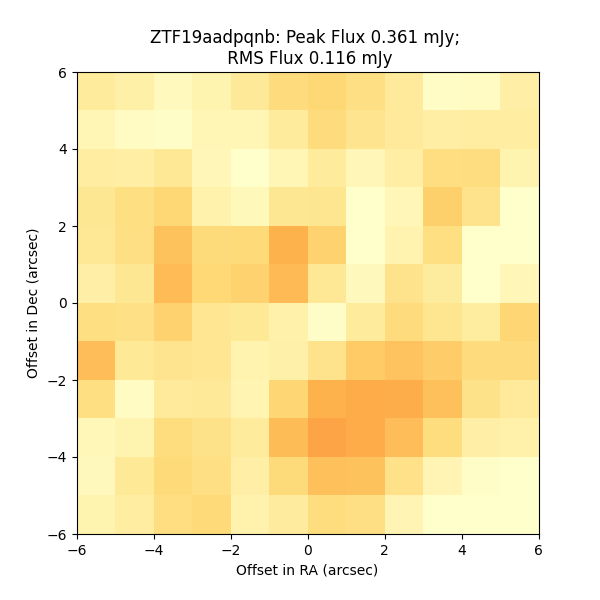 ZTF19aadpqnb: Peak Flux 0.361 mJy;
RMS Flux 0.116 mJy
6
4
2
0
−2
−4
−6
Offset in Dec (arcsec)
−6 −4 −2 0 2 4 6
Offset in RA (arcsec)